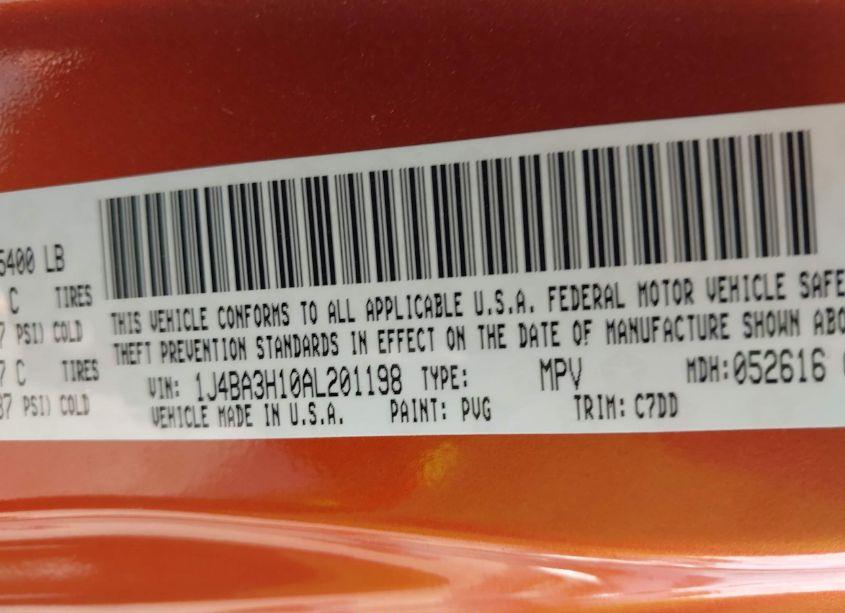 5400 LB
C TIRES
7 PSI) COLD
7 C TIRES
37 PSI) COLD
THIS VEHICLE CONFORMS TO ALL APPLICABLE U.S.A. FEDERAL MOTOR VEHICLE SAFE
THEFT PREVENTION STANDARDS IN EFFECT ON THE DATE OF MANUFACTURE SHOWN ABO
VIN: 1J4BA3H10AL201198 TYPE: MPV MDH:052616
VEHICLE MADE IN U.S.A. PAINT: PVG TRIM: C7DD